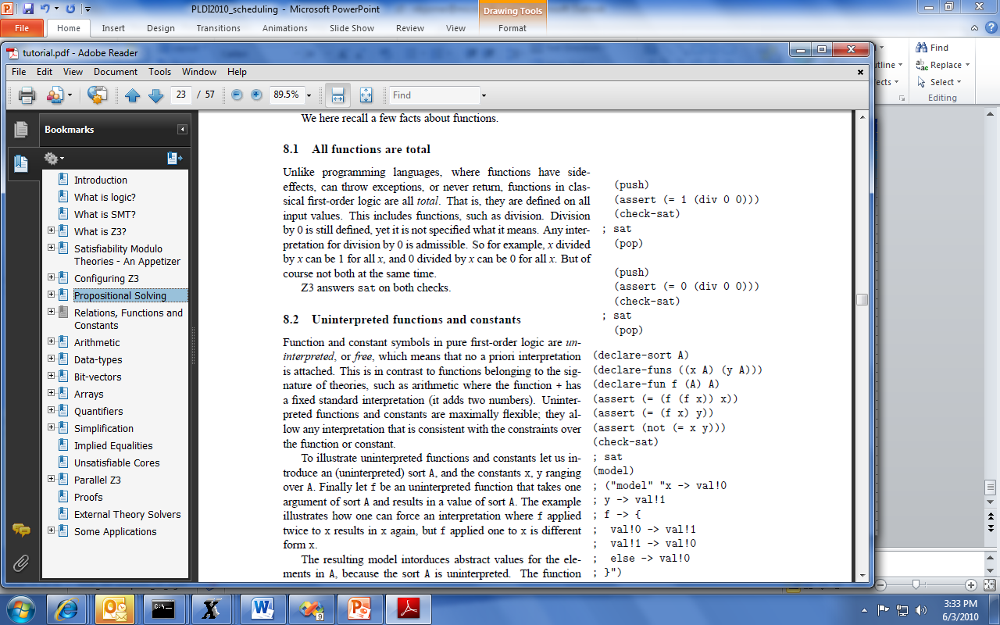 PLDI2010_scheduling - Microsoft PowerPoint
Drawing Tools
File Home Insert Design Transitions Animations Slide Show Review View Format
Find
Replace
Select
Editing
tutorial.pdf - Adobe Reader
File Edit View Document Tools Window Help
23 / 57 89.5% Find
Bookmarks
Introduction
What is logic?
What is SMT?
What is Z3?
Satisfiability Modulo
Theories - An Appetizer
Configuring Z3
Propositional Solving
Relations, Functions and
Constants
Arithmetic
Data-types
Bit-vectors
Arrays
Quantifiers
Simplification
Implied Equalities
Unsatisfiable Cores
Parallel Z3
Proofs
External Theory Solvers
Some Applications
We here recall a few facts about functions.
8.1 All functions are total
Unlike programming languages, where functions have side-
effects, can throw exceptions, or never return, functions in clas-
sical first-order logic are all total. That is, they are defined on all
input values. This includes functions, such as division. Division
by 0 is still defined, yet it is not specified what it means. Any inter-
pretation for division by 0 is admissible. So for example, x divided
by x can be 1 for all x, and 0 divided by x can be 0 for all x. But of
course not both at the same time.
Z3 answers sat on both checks.
(push)
(assert (= 1 (div 0 0)))
(check-sat)
; sat
(pop)
(push)
(assert (= 0 (div 0 0)))
(check-sat)
; sat
(pop)
8.2 Uninterpreted functions and constants
Function and constant symbols in pure first-order logic are un-
interpreted, or free, which means that no a priori interpretation
is attached. This is in contrast to functions belonging to the sig-
nature of theories, such as arithmetic where the function + has
a fixed standard interpretation (it adds two numbers). Uninter-
preted functions and constants are maximally flexible; they al-
low any interpretation that is consistent with the constraints over
the function or constant.
To illustrate uninterpreted functions and constants let us in-
troduce an (uninterpreted) sort A, and the constants x, y ranging
over A. Finally let f be an uninterpreted function that takes one
argument of sort A and results in a value of sort A. The example
illustrates how one can force an interpretation where f applied
twice to x results in x again, but f applied one to x is different
form x.
The resulting model intorduces abstract values for the ele-
ments in A, because the sort A is uninterpreted. The function
(declare-sort A)
(declare-funs ((x A) (y A)))
(declare-fun f (A) A)
(assert (= (f (f x)) x))
(assert (= (f x) y))
(assert (not (= x y)))
(check-sat)
; sat
(model)
; ("model" "x -> val!0
; y -> val!1
; f -> {
; val!0 -> val!1
; val!1 -> val!0
; else -> val!0
; }")
3:33 PM
6/3/2010